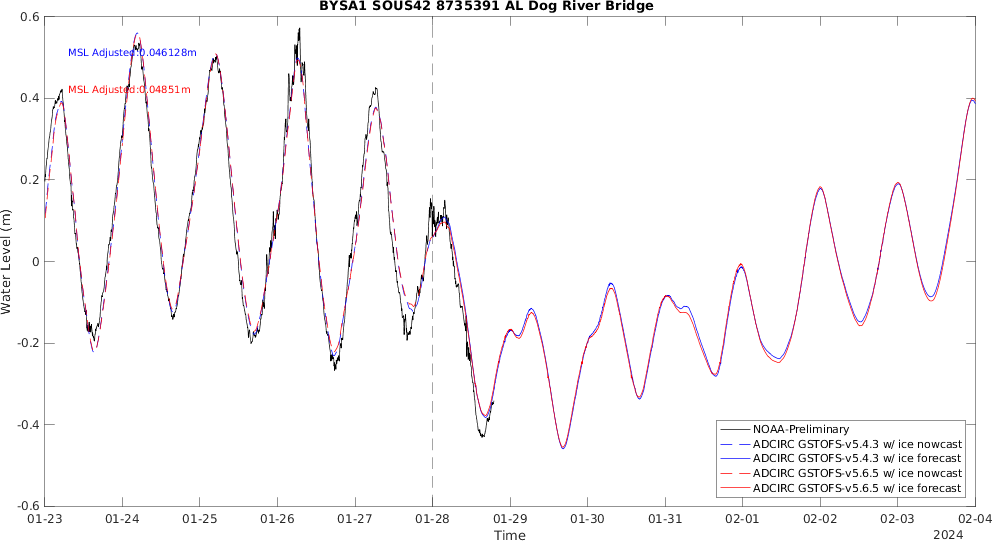 BYSA1 SOUS42 8735391 AL Dog River Bridge
0.6
0.4
0.2
0
-0.2
-0.4
-0.6
Water Level (m)
MSL Adjusted:0.046128m
MSL Adjusted:0.04851m
NOAA-Preliminary
ADCIRC GSTOFS-v5.4.3 w/ ice nowcast
ADCIRC GSTOFS-v5.4.3 w/ ice forecast
ADCIRC GSTOFS-v5.6.5 w/ ice nowcast
ADCIRC GSTOFS-v5.6.5 w/ ice forecast
01-23 01-24 01-25 01-26 01-27 01-28 01-29 01-30 01-31 02-01 02-02 02-03 02-04
Time
2024